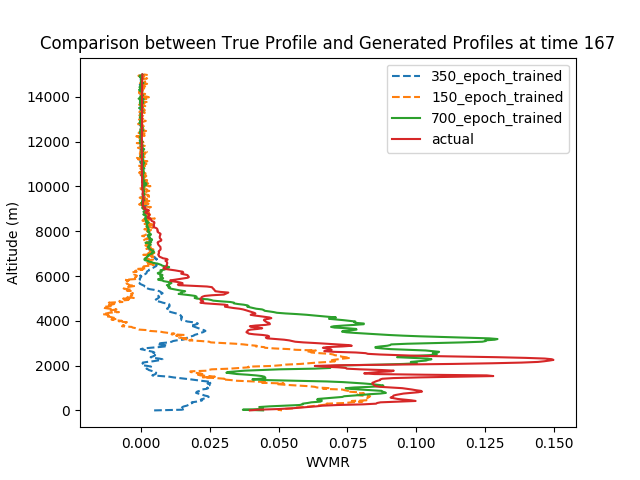 Comparison between True Profile and Generated Profiles at time 167
350_epoch_trained
150_epoch_trained
700_epoch_trained
actual
Altitude (m)
14000
12000
10000
8000
6000
4000
2000
0
0.000 0.025 0.050 0.075 0.100 0.125 0.150
WVMR